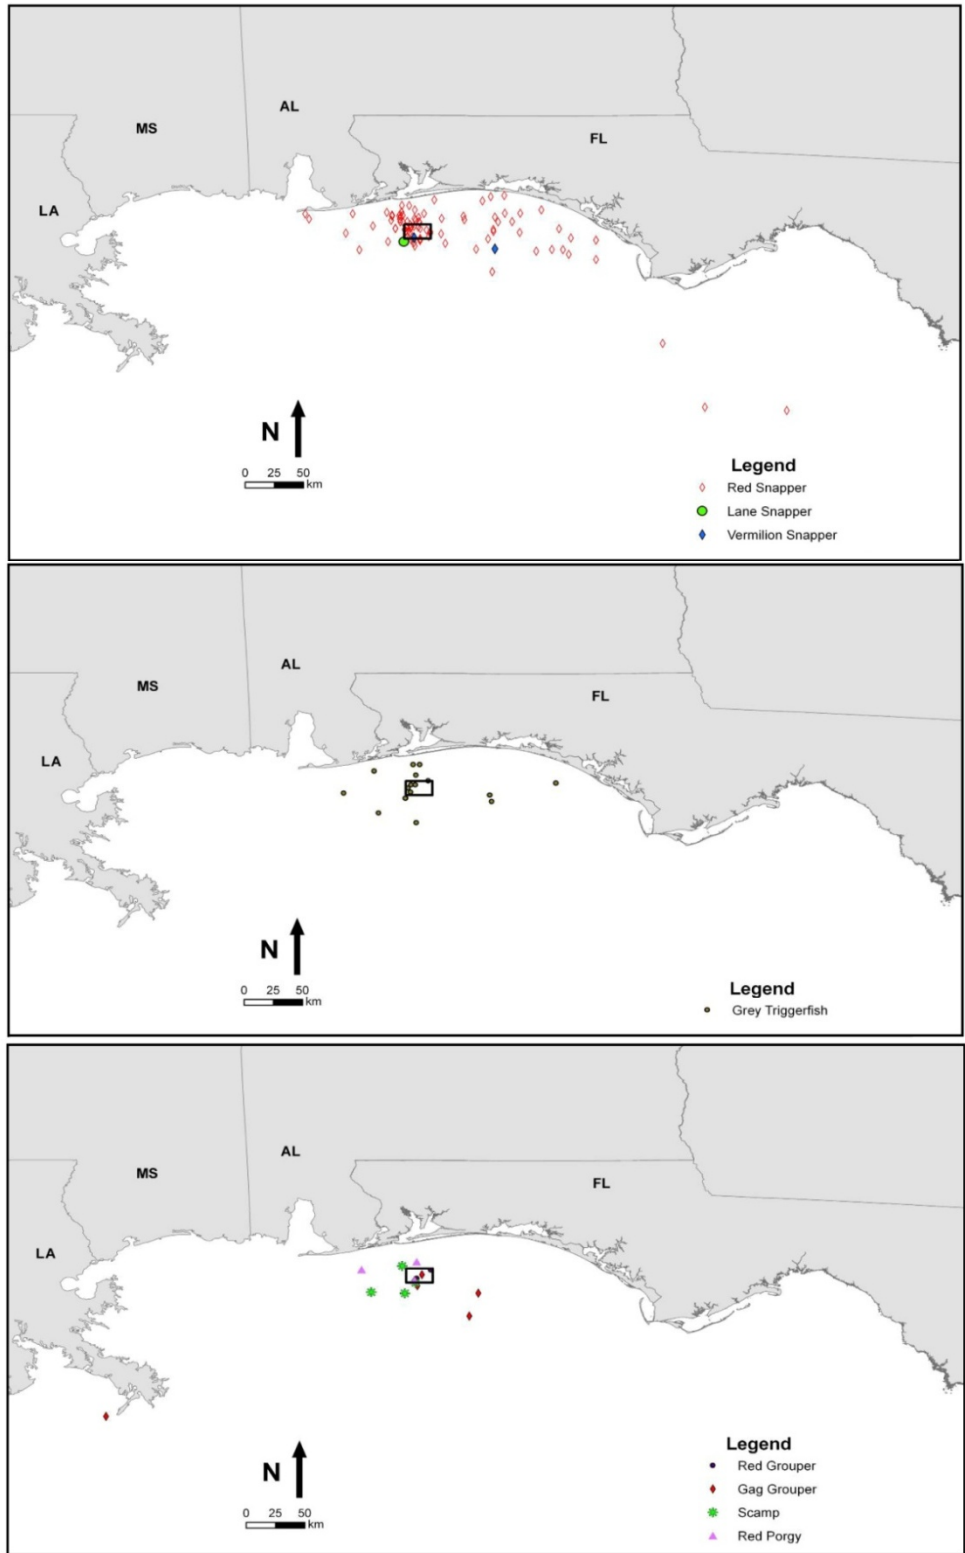 AL
MS
FL
LA
N
0 25 50
km
Legend
Red Snapper
Lane Snapper
Vermilion Snapper
AL
MS
FL
LA
N
0 25 50
km
Legend
Grey Triggerfish
AL
MS
FL
LA
N
0 25 50
km
Legend
Red Grouper
Gag Grouper
Scamp
Red Porgy